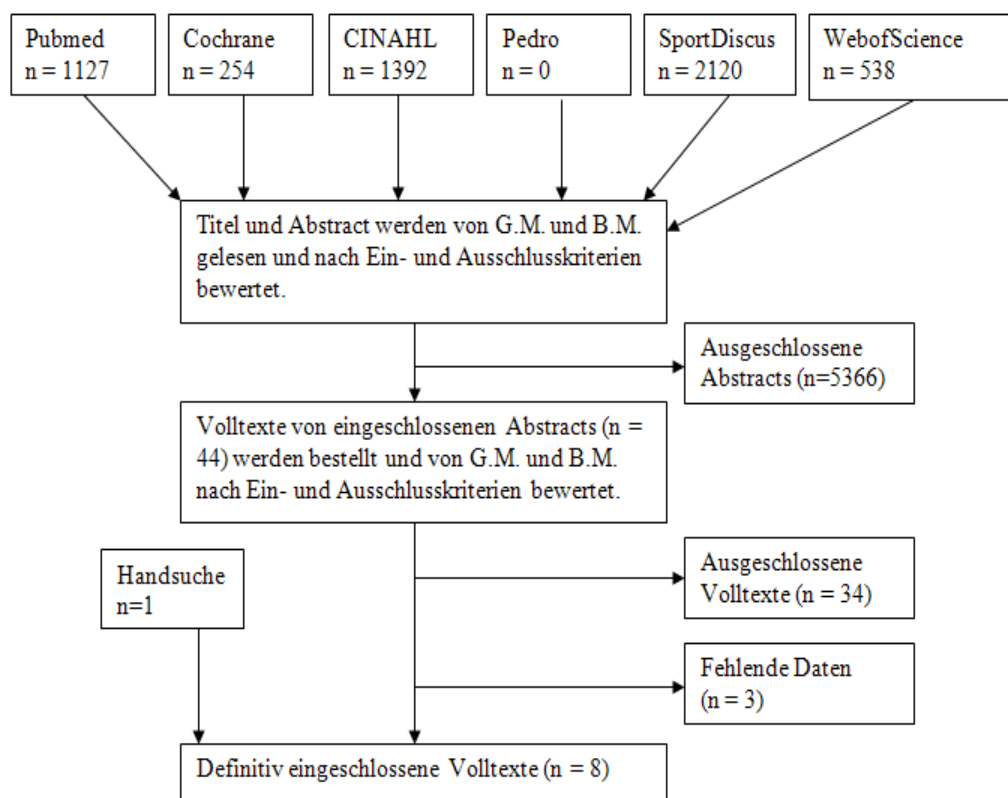 Pubmed
n = 1127
Cochrane
n = 254
CINAHL
n = 1392
Pedro
n = 0
SportDiscus
n = 2120
WebofScience
n = 538
Titel und Abstract werden von G.M. und B.M.
gelesen und nach Ein- und Ausschlusskriterien
bewertet.
Ausgeschlossene
Abstracts (n=5366)
Volltexte von eingeschlossenen Abstracts (n =
44) werden bestellt und von G.M. und B.M.
nach Ein- und Ausschlusskriterien bewertet.
Handsuche
n=1
Ausgeschlossene
Volltexte (n = 34)
Fehlende Daten
(n = 3)
Definitiv eingeschlossene Volltexte (n = 8)